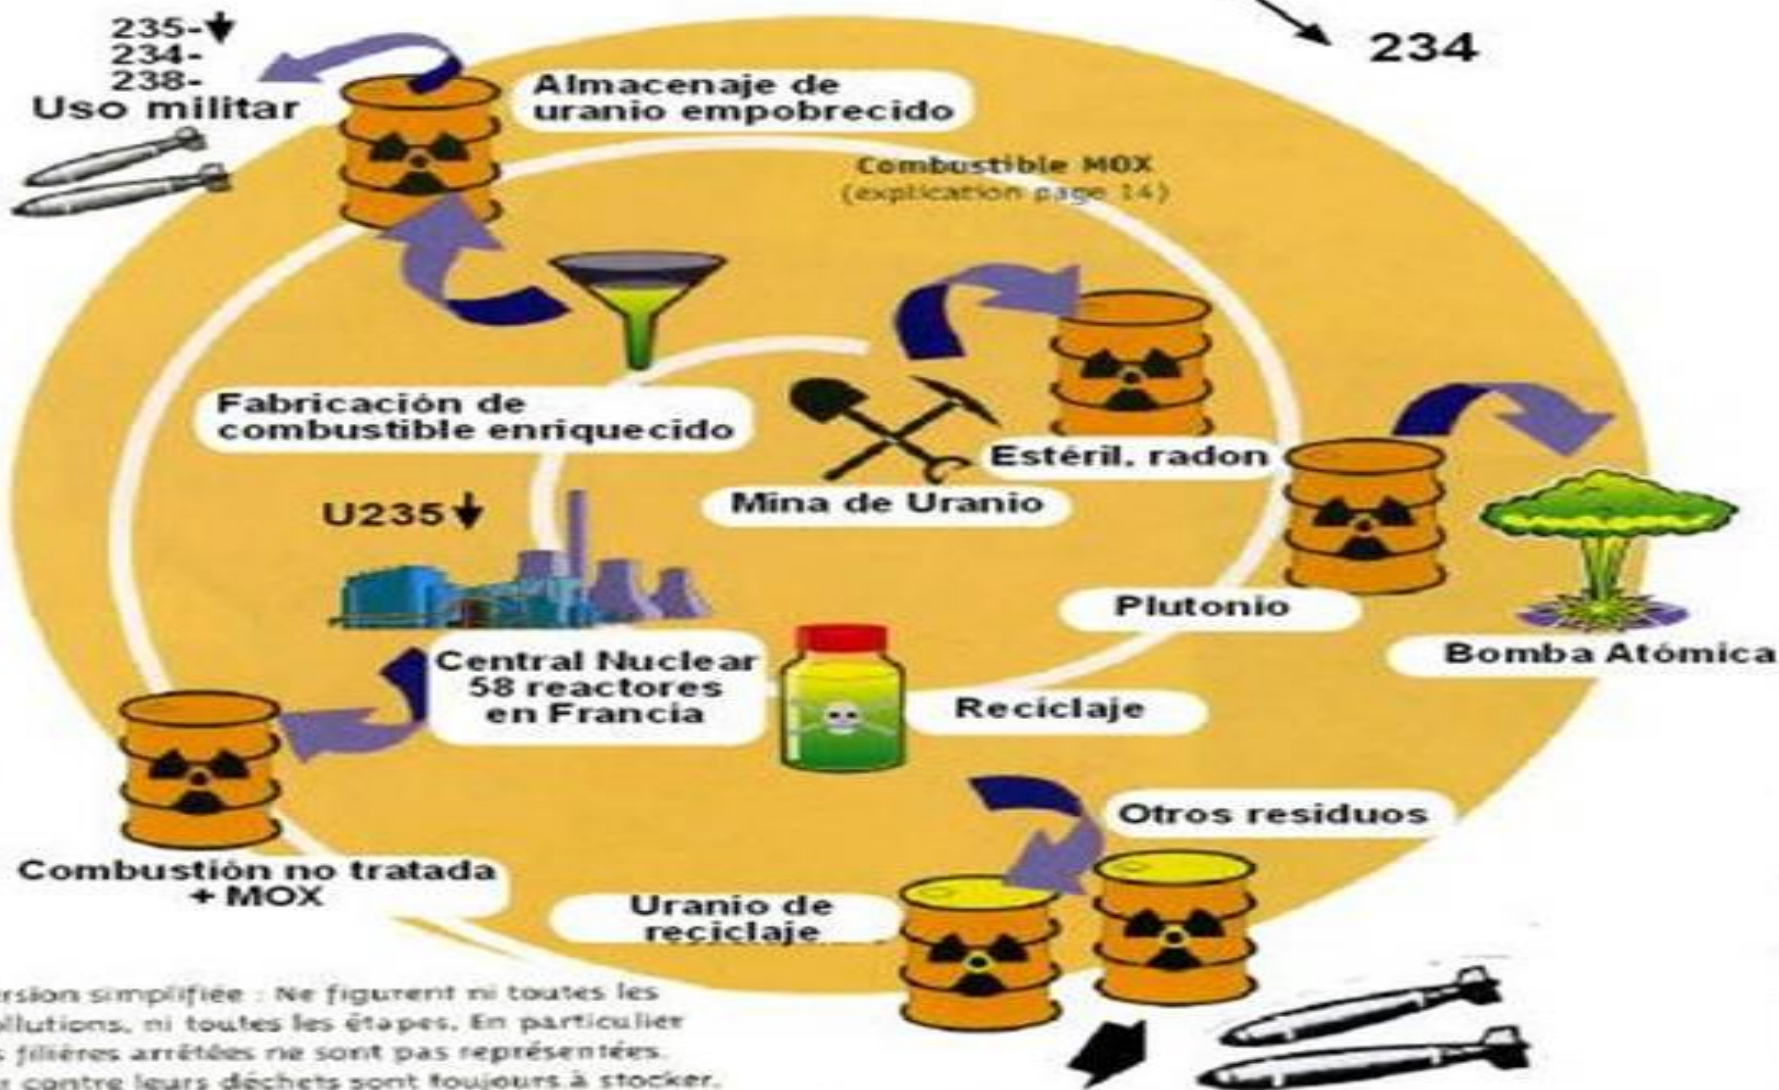 235-
234-
238-
Uso militar
234
Almacenaje de
uranio empobrecido
Combustible MOX
(explication page 14)
Fabricación de
combustible enriquecido
Estéril. radon
Mina de Uranio
U235
Plutonio
Bomba Atómica
Central Nuclear
58 reactores
en Francia
Reciclaje
Otros residuos
Combustión no tratada
+ MOX
Uranio de
reciclaje
rsion simplifiée : Ne figurent ni toutes les
llutions, ni toutes les étapes. En particulier
s filières arrêtées ne sont pas représentées.
r contre leurs déchets sont toujours à stocker.